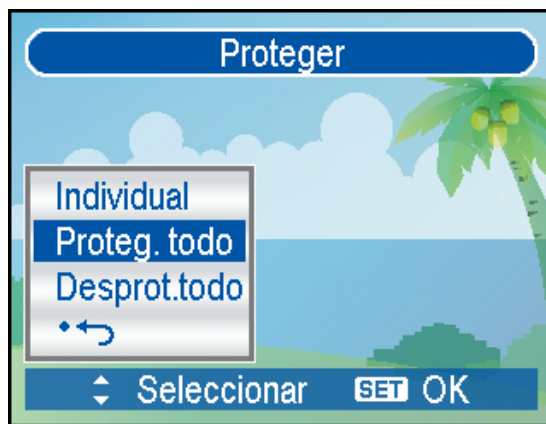 Proteger
Individual
Proteg. todo
Desprot.todo
Seleccionar SET OK